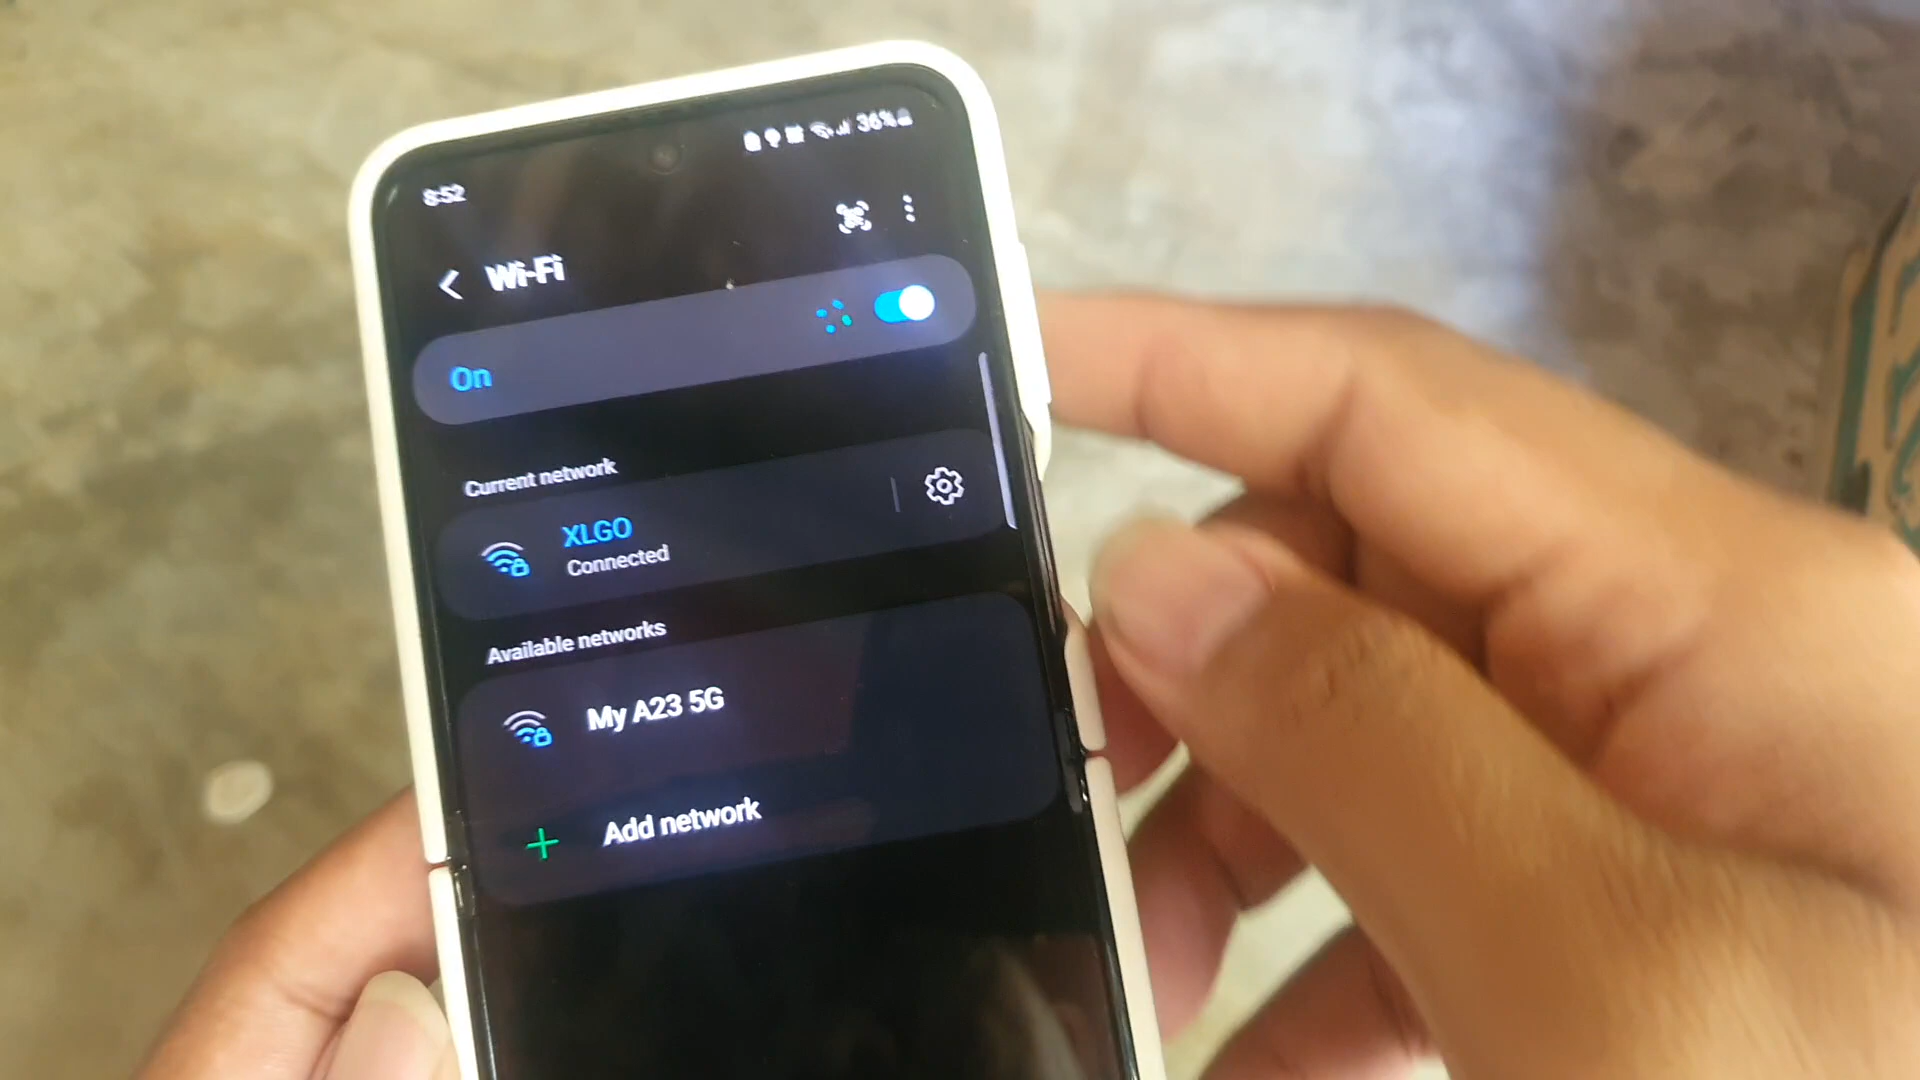 8:52
36%
Wi-Fi
On
Current network
XLGO
Connected
Available networks
My A23 5G
Add network